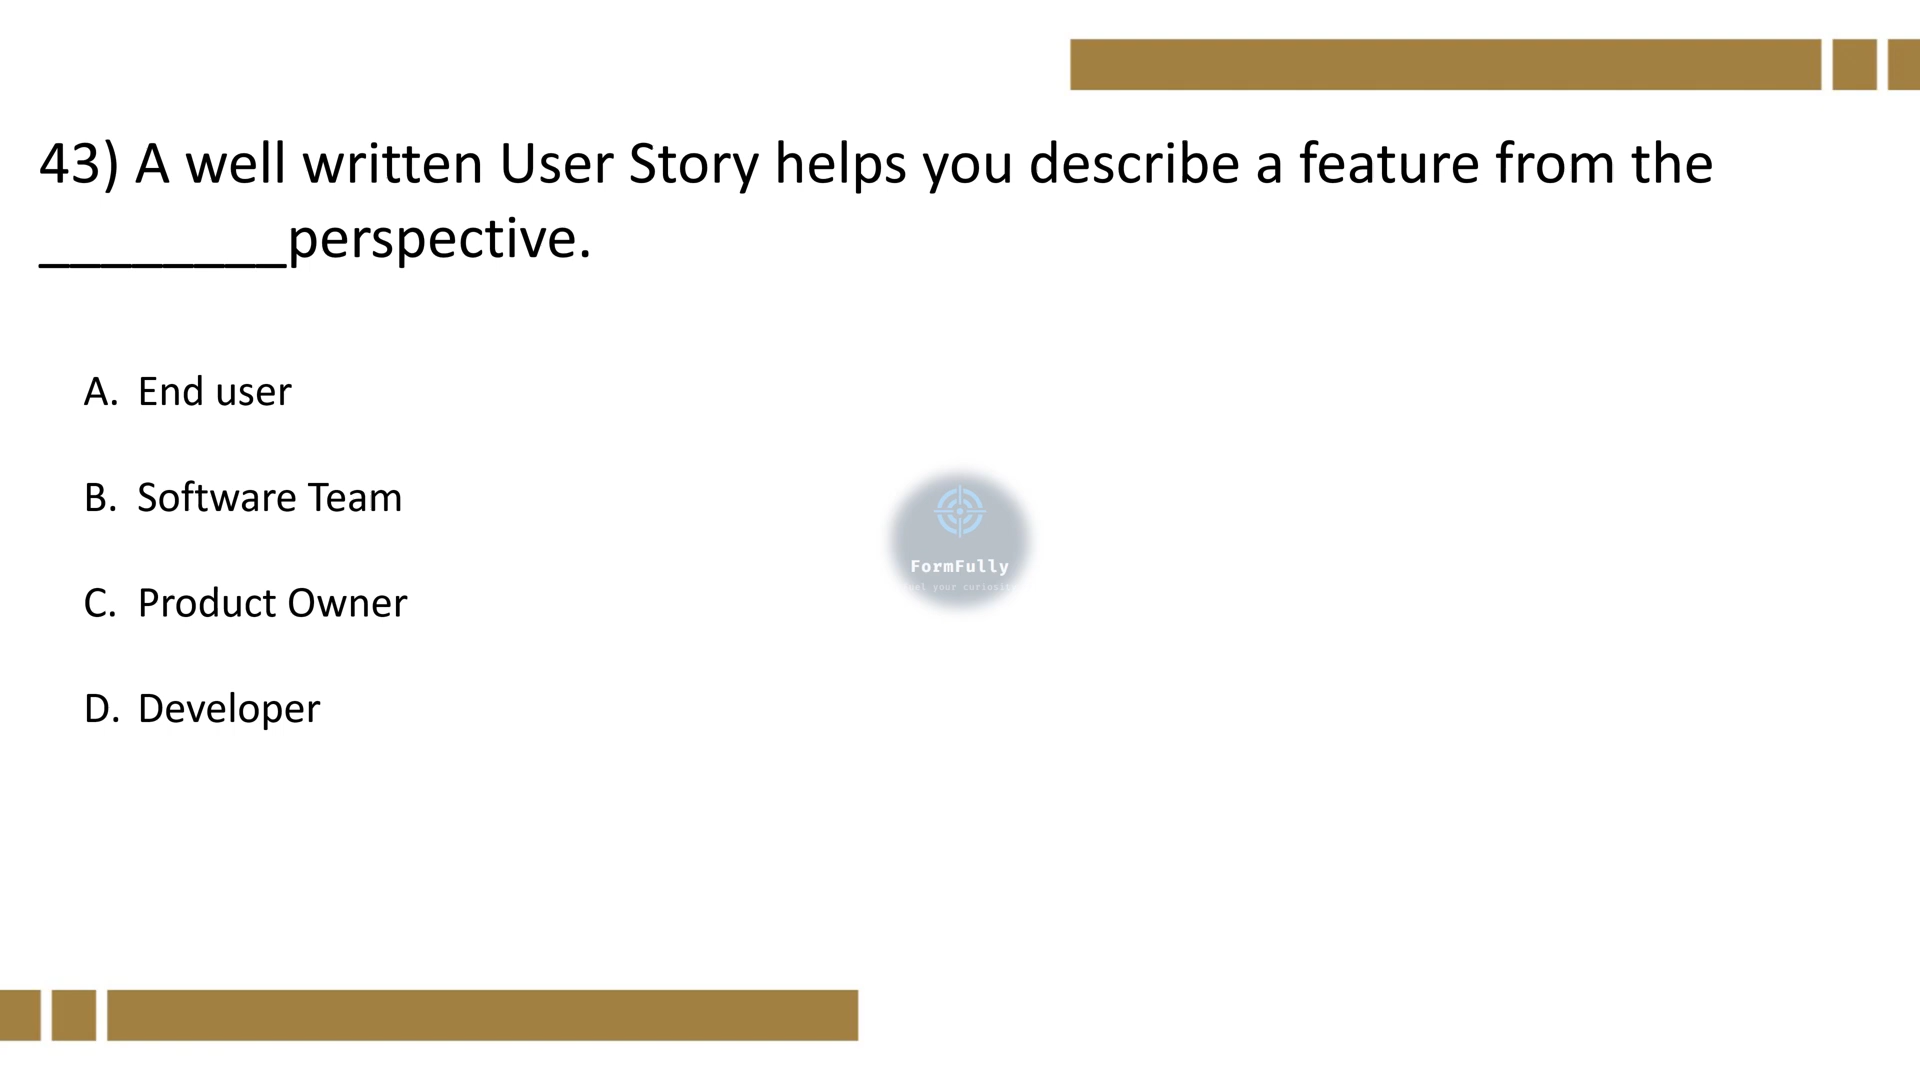 43) A well written User Story helps you describe a feature from the
________perspective.
A. End user
B. Software Team
FormFully
C. Product Owner
D. Developer